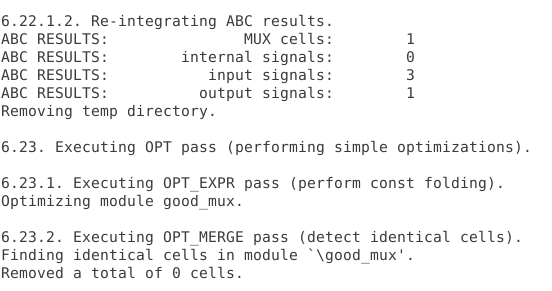 6.22.1.2. Re-integrating ABC results.
ABC RESULTS:               MUX cells:        1
ABC RESULTS:        internal signals:        0
ABC RESULTS:           input signals:        3
ABC RESULTS:          output signals:        1
Removing temp directory.
6.23. Executing OPT pass (performing simple optimizations).
6.23.1. Executing OPT_EXPR pass (perform const folding).
Optimizing module good_mux.
6.23.2. Executing OPT_MERGE pass (detect identical cells).
Finding identical cells in module `\good_mux'.
Removed a total of 0 cells.